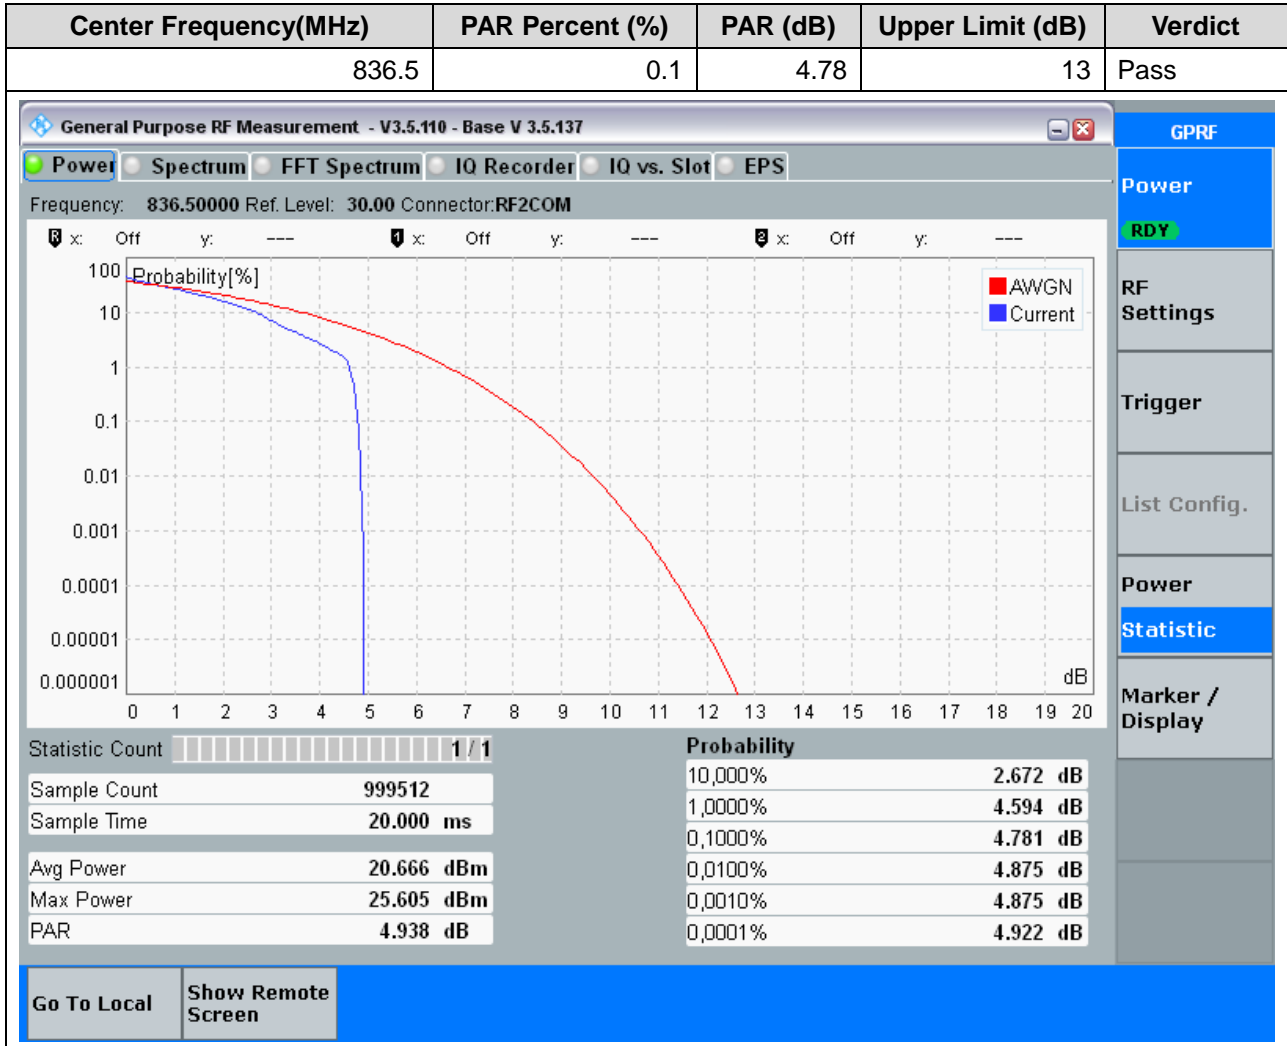 Center Frequency(MHz) PAR Percent (%) PAR (dB) Upper Limit (dB) Verdict
836.5 0.1 4.78 13 Pass
General Purpose RF Measurement - V3.5.110 - Base V 3.5.137
GPRF
Power Spectrum FFT Spectrum IQ Recorder IQ vs. Slot EPS
Power
RDY
Frequency: 836.50000 Ref. Level: 30.00 Connector:RF2COM
R x: Off y: --- 1 x: Off y: --- 2 x: Off y: ---
Probability[%]
AWGN
Current
100
10
1
0.1
0.01
0.001
0.0001
0.00001
0.000001
dB
0 1 2 3 4 5 6 7 8 9 10 11 12 13 14 15 16 17 18 19 20
RF
Settings
Trigger
List Config.
Power
Statistic
Marker /
Display
Statistic Count 1 / 1
Sample Count 999512
Sample Time 20.000 ms
Avg Power 20.666 dBm
Max Power 25.605 dBm
PAR 4.938 dB
Probability
10,000% 2.672 dB
1,0000% 4.594 dB
0,1000% 4.781 dB
0,0100% 4.875 dB
0,0010% 4.875 dB
0,0001% 4.922 dB
Go To Local
Show Remote
Screen